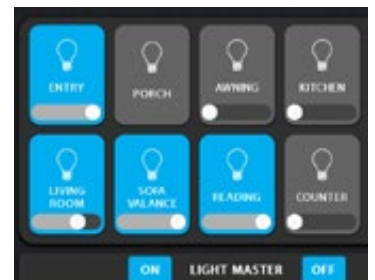 ENTRY
PORCH
AWNING
KITCHEN
LIVING
ROOM
SOFA
VALANCE
READING
COUNTER
ON LIGHT MASTER OFF